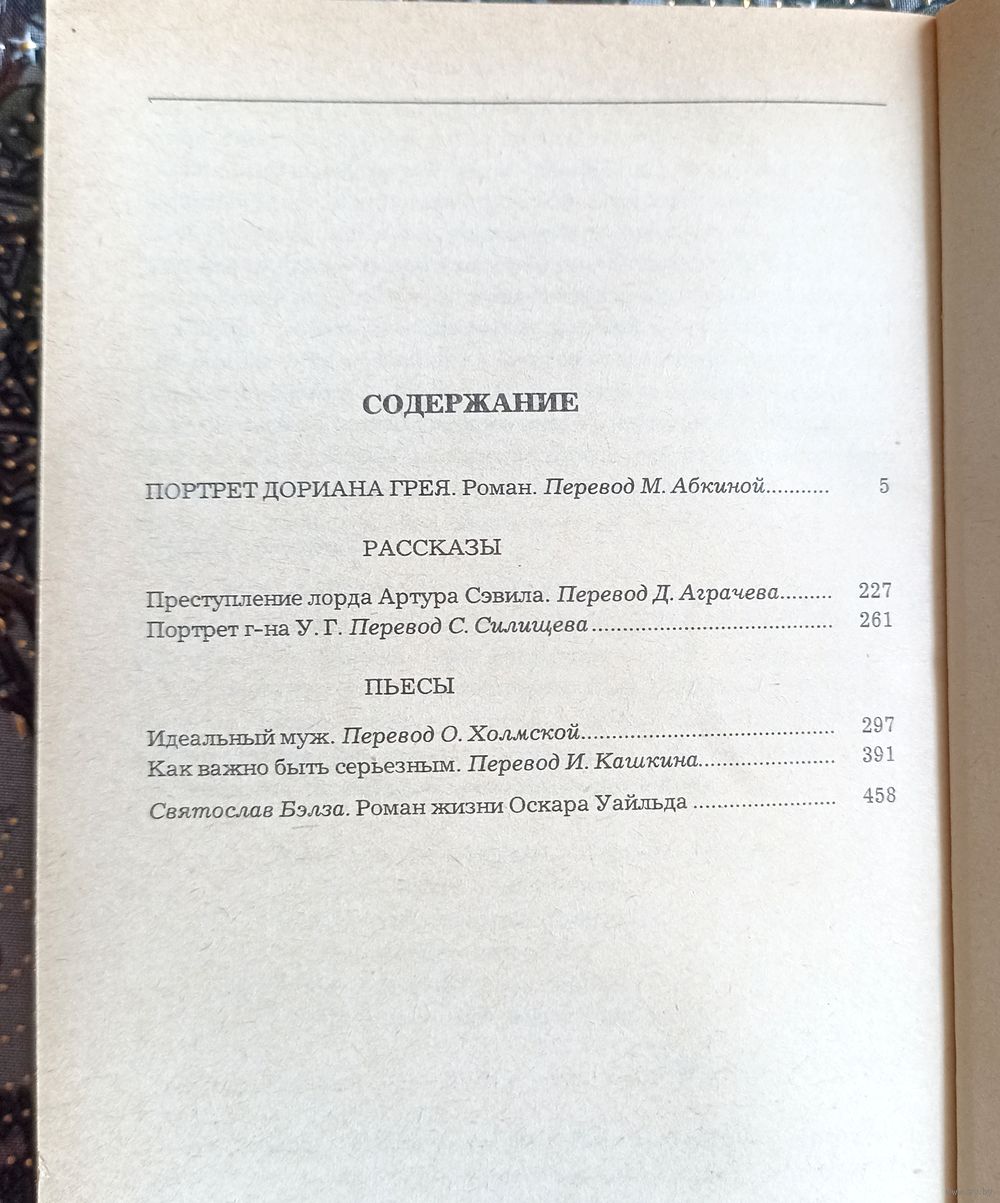 СОДЕРЖАНИЕ
ПОРТРЕТ ДОРИАНА ГРЕЯ. Роман. Перевод М. Абкиной........... 5
РАССКАЗЫ
Преступление лорда Артура Сэвила. Перевод Д. Аграчева......... 227
Портрет г-на У. Г. Перевод С. Силищева..................................... 261
ПЬЕСЫ
Идеальный муж. Перевод О. Холмской....................................... 297
Как важно быть серьезным. Перевод И. Кашкина..................... 391
Святослав Бэлза. Роман жизни Оскара Уайльда ...................... 458